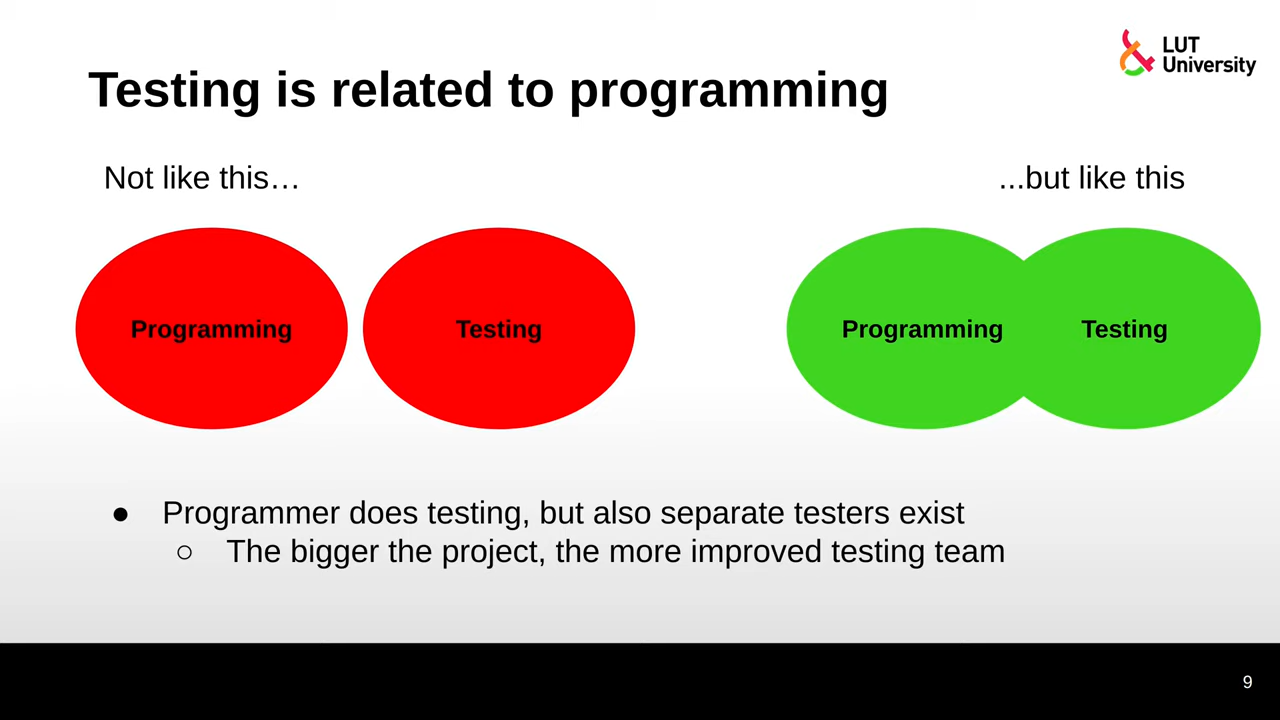 LUT
University
Testing is related to programming
Not like this…
...but like this
Programming
Testing
Programming
Testing
● Programmer does testing, but also separate testers exist
○ The bigger the project, the more improved testing team
9